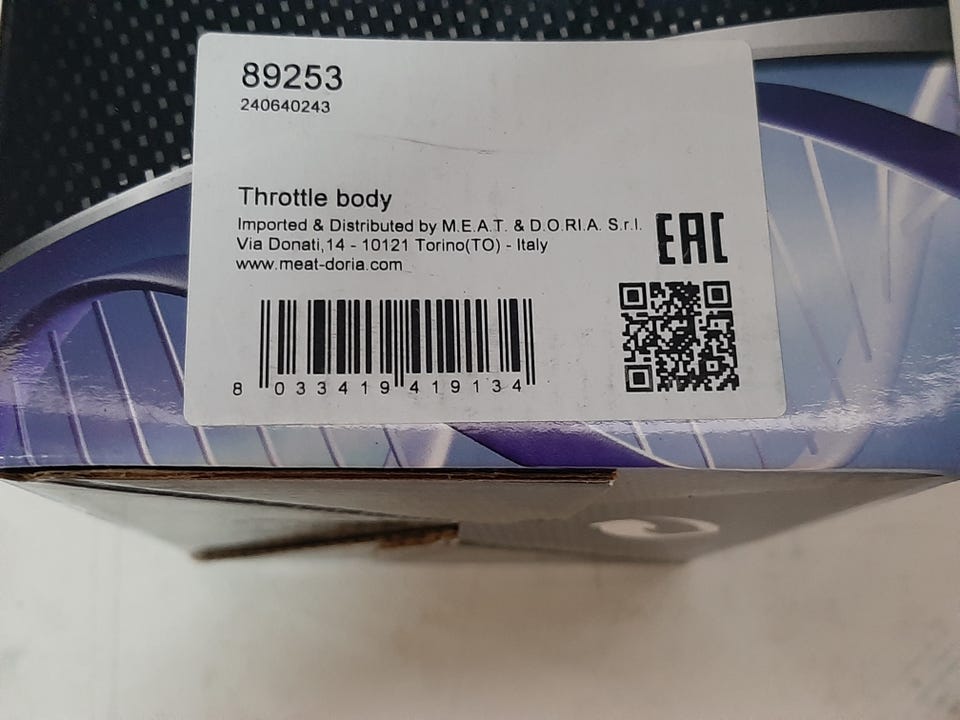 89253
240640243
Throttle body
Imported & Distributed by M.E.A.T. & D.O.RI.A. S.r.l.
Via Donati,14 - 10121 Torino(TO) - Italy
www.meat-doria.com
EAC
8 033419 419134